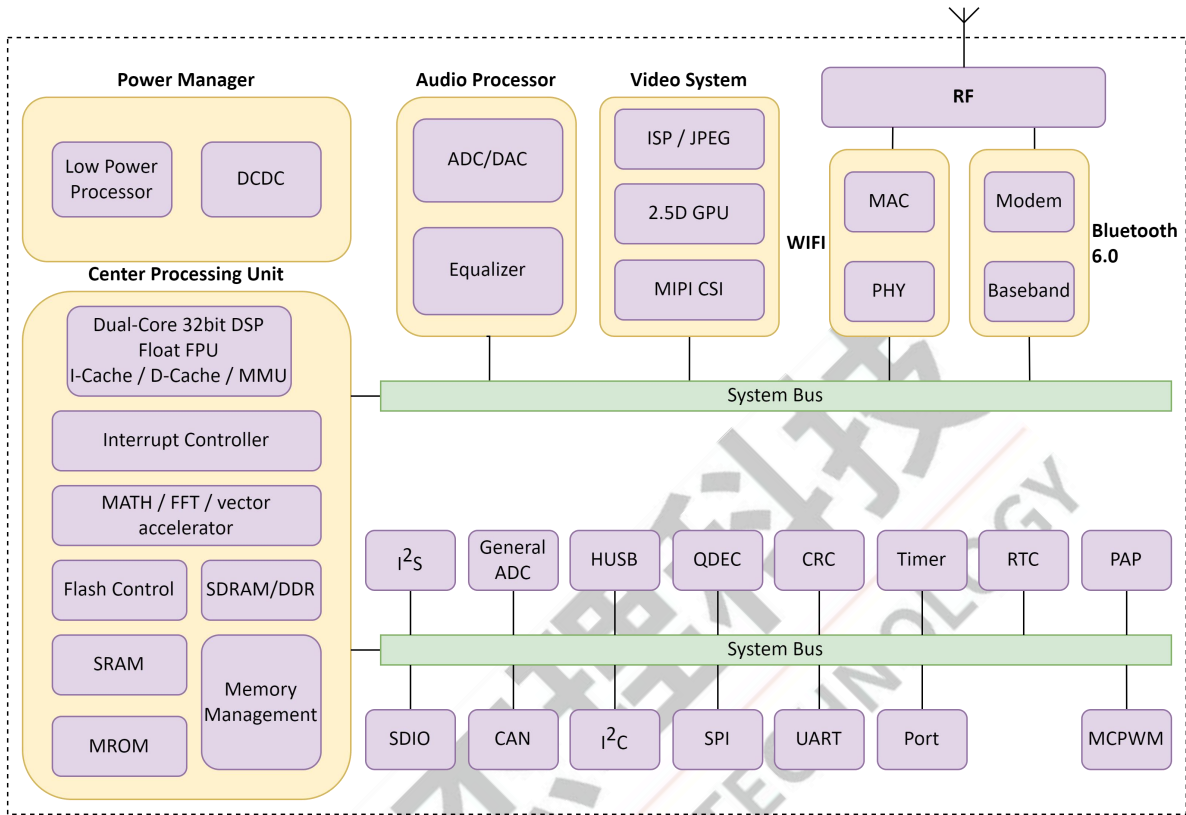 Power Manager
Low Power
Processor
DCDC
Audio Processor
ADC/DAC
Equalizer
Video System
ISP / JPEG
2.5D GPU
MIPI CSI
RF
WIFI
MAC
PHY
Modem
Baseband
Bluetooth
6.0
Center Processing Unit
Dual-Core 32bit DSP
Float FPU
I-Cache / D-Cache / MMU
Interrupt Controller
MATH / FFT / vector
accelerator
Flash Control
SDRAM/DDR
SRAM
Memory
Management
MROM
System Bus
I²S
General
ADC
HUSB
QDEC
CRC
Timer
RTC
PAP
System Bus
SDIO
CAN
I²C
SPI
UART
Port
MCPWM
理科技
TECHNOLOGY